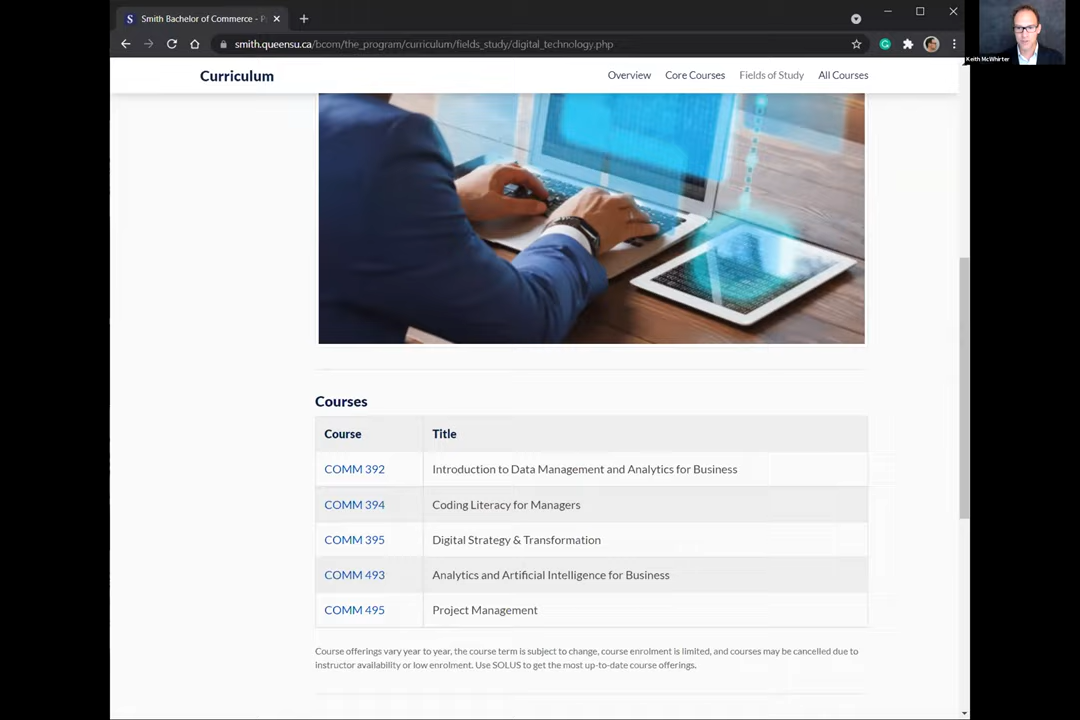 Smith Bachelor of Commerce - P
smith.queensu.ca/bcom/the_program/curriculum/fields_study/digital_technology.php
Keith McWhirter
Curriculum
Overview
Core Courses
Fields of Study
All Courses
Courses
Course Title
COMM 392 Introduction to Data Management and Analytics for Business
COMM 394 Coding Literacy for Managers
COMM 395 Digital Strategy & Transformation
COMM 493 Analytics and Artificial Intelligence for Business
COMM 495 Project Management
Course offerings vary year to year, the course term is subject to change, course enrolment is limited, and courses may be cancelled due to
instructor availability or low enrolment. Use SOLUS to get the most up-to-date course offerings.